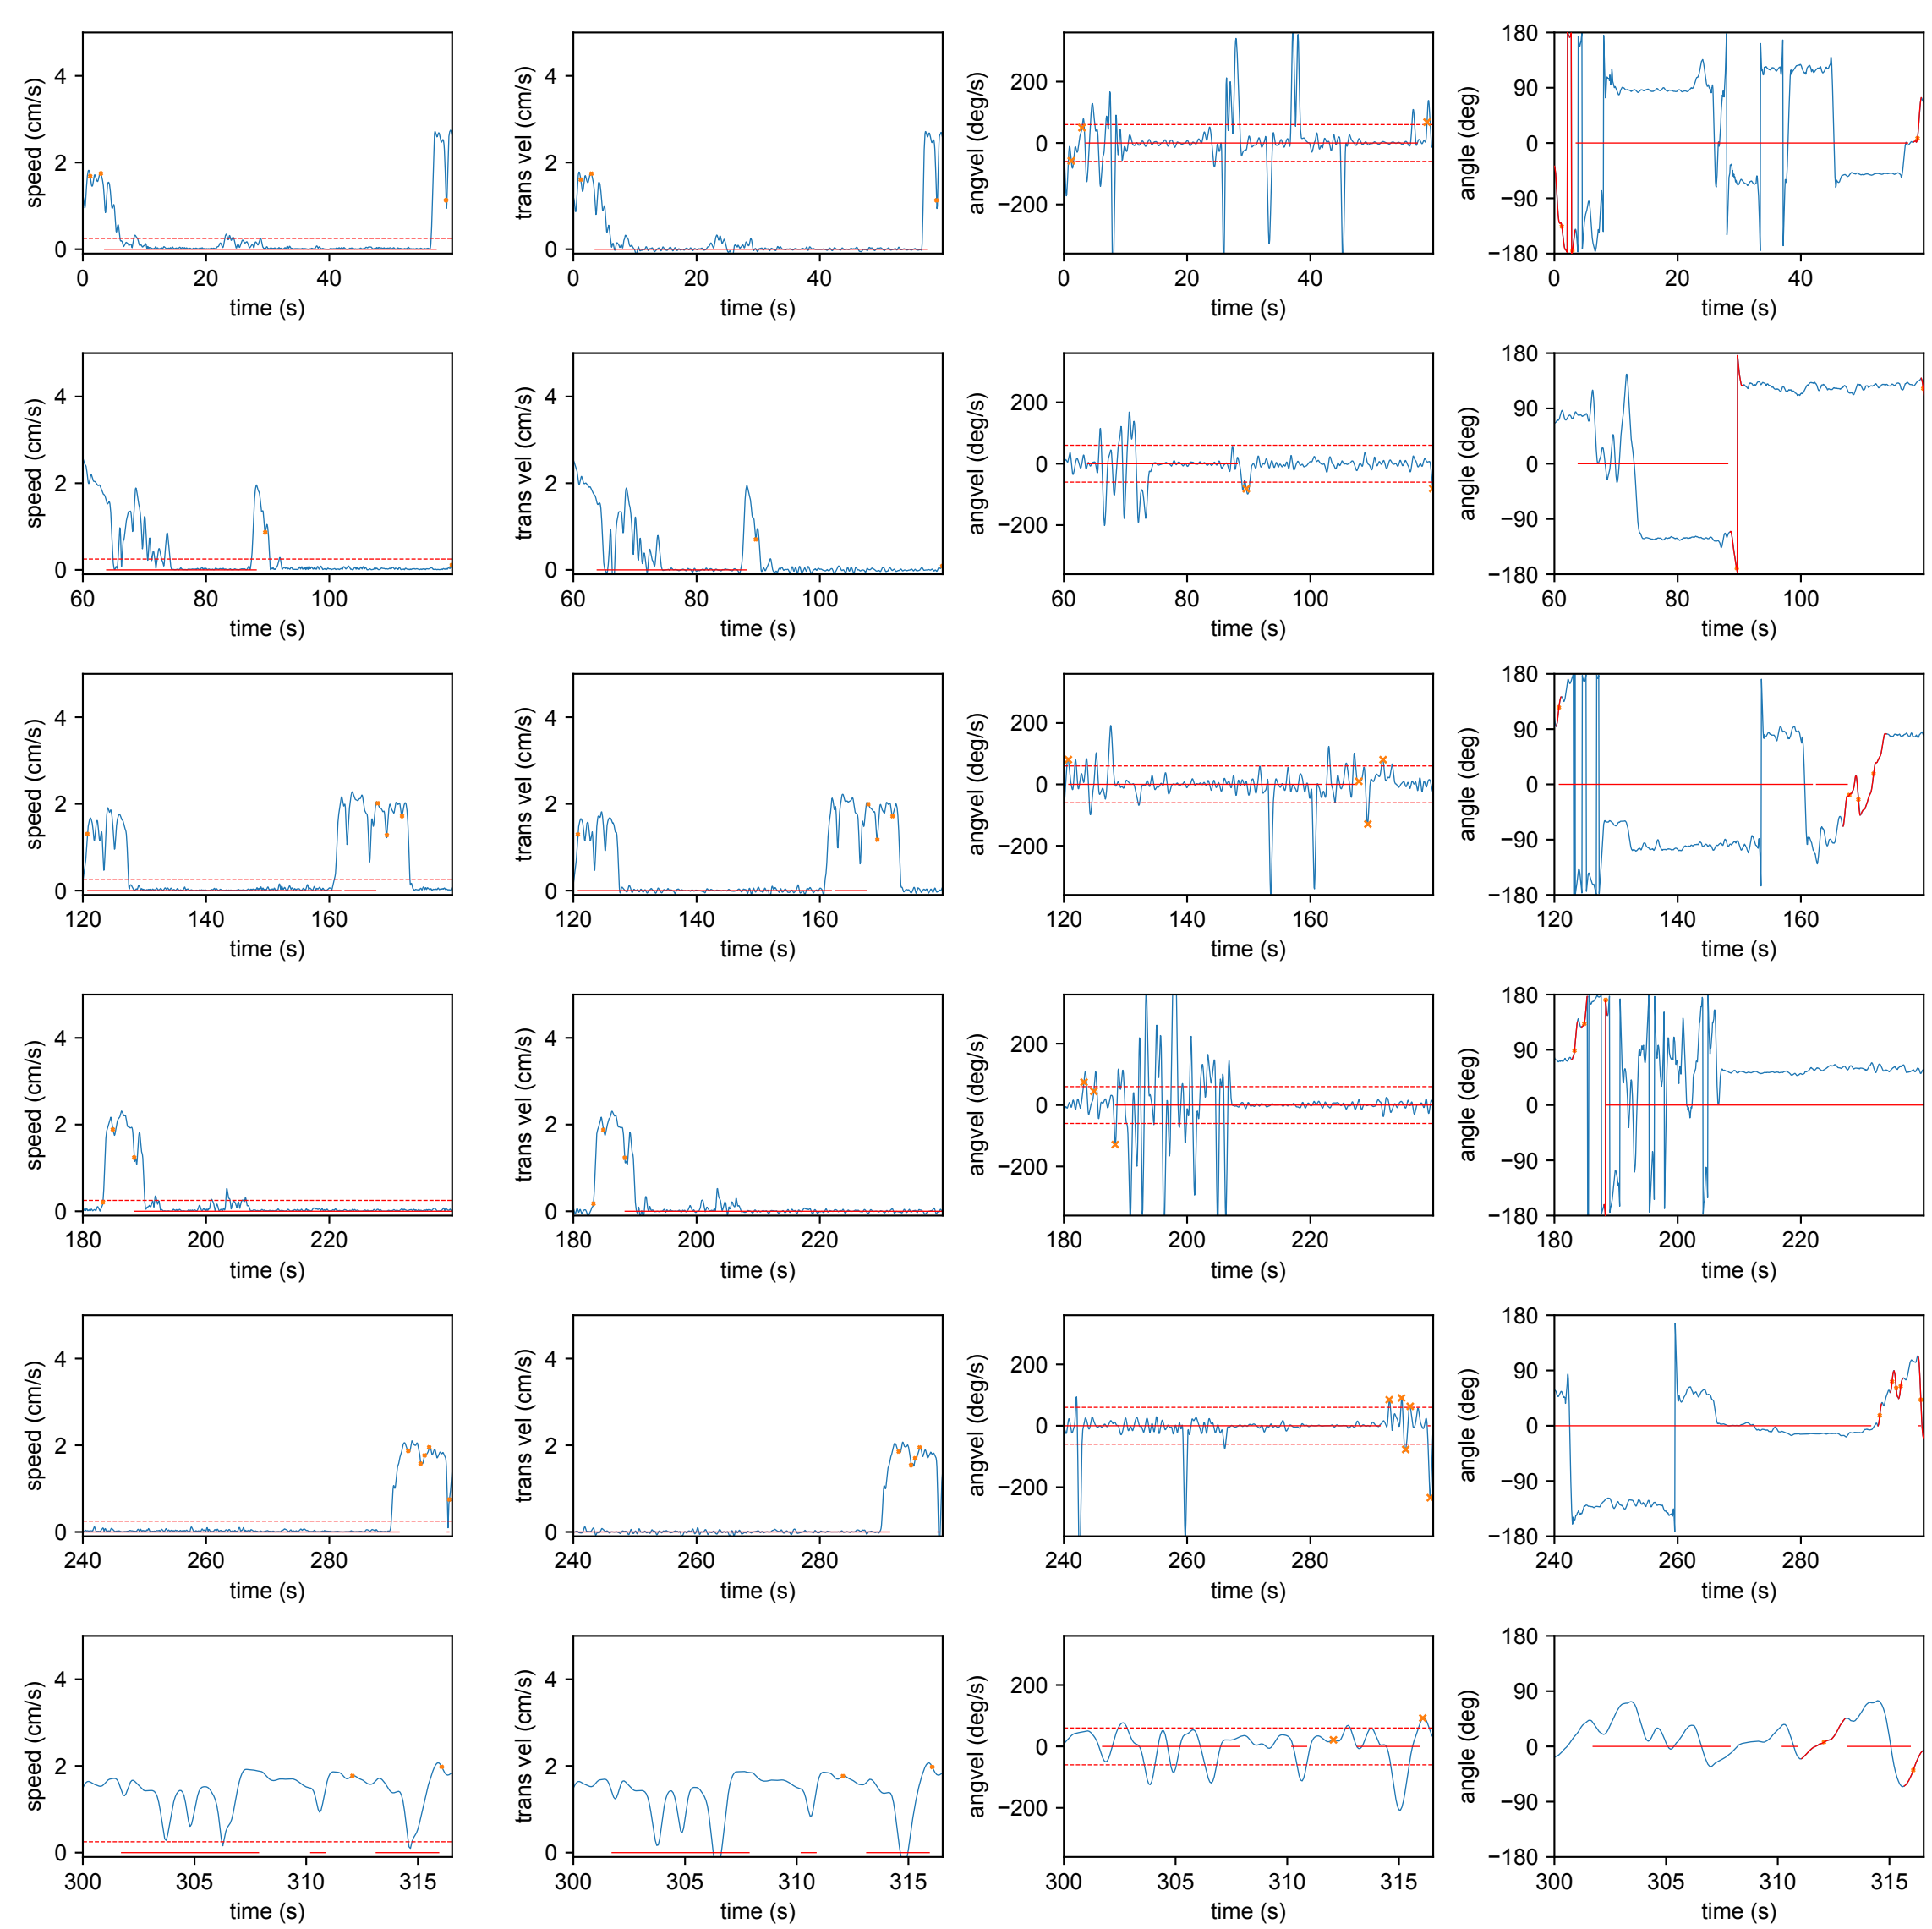 speed (cm/s) 4 2 0 0 20 40 time (s)
trans vel (cm/s) 4 2 0 0 20 40 time (s)
angvel (deg/s) 200 0 −200 0 20 40 time (s)
angle (deg) 180 90 0 −90 −180 0 20 40 time (s)
speed (cm/s) 4 2 0 60 80 100 time (s)
trans vel (cm/s) 4 2 0 60 80 100 time (s)
angvel (deg/s) 200 0 −200 60 80 100 time (s)
angle (deg) 180 90 0 −90 −180 60 80 100 time (s)
speed (cm/s) 4 2 0 120 140 160 time (s)
trans vel (cm/s) 4 2 0 120 140 160 time (s)
angvel (deg/s) 200 0 −200 120 140 160 time (s)
angle (deg) 180 90 0 −90 −180 120 140 160 time (s)
speed (cm/s) 4 2 0 180 200 220 time (s)
trans vel (cm/s) 4 2 0 180 200 220 time (s)
angvel (deg/s) 200 0 −200 180 200 220 time (s)
angle (deg) 180 90 0 −90 −180 180 200 220 time (s)
speed (cm/s) 4 2 0 240 260 280 time (s)
trans vel (cm/s) 4 2 0 240 260 280 time (s)
angvel (deg/s) 200 0 −200 240 260 280 time (s)
angle (deg) 180 90 0 −90 −180 240 260 280 time (s)
speed (cm/s) 4 2 0 300 305 310 315 time (s)
trans vel (cm/s) 4 2 0 300 305 310 315 time (s)
angvel (deg/s) 200 0 −200 300 305 310 315 time (s)
angle (deg) 180 90 0 −90 −180 300 305 310 315 time (s)